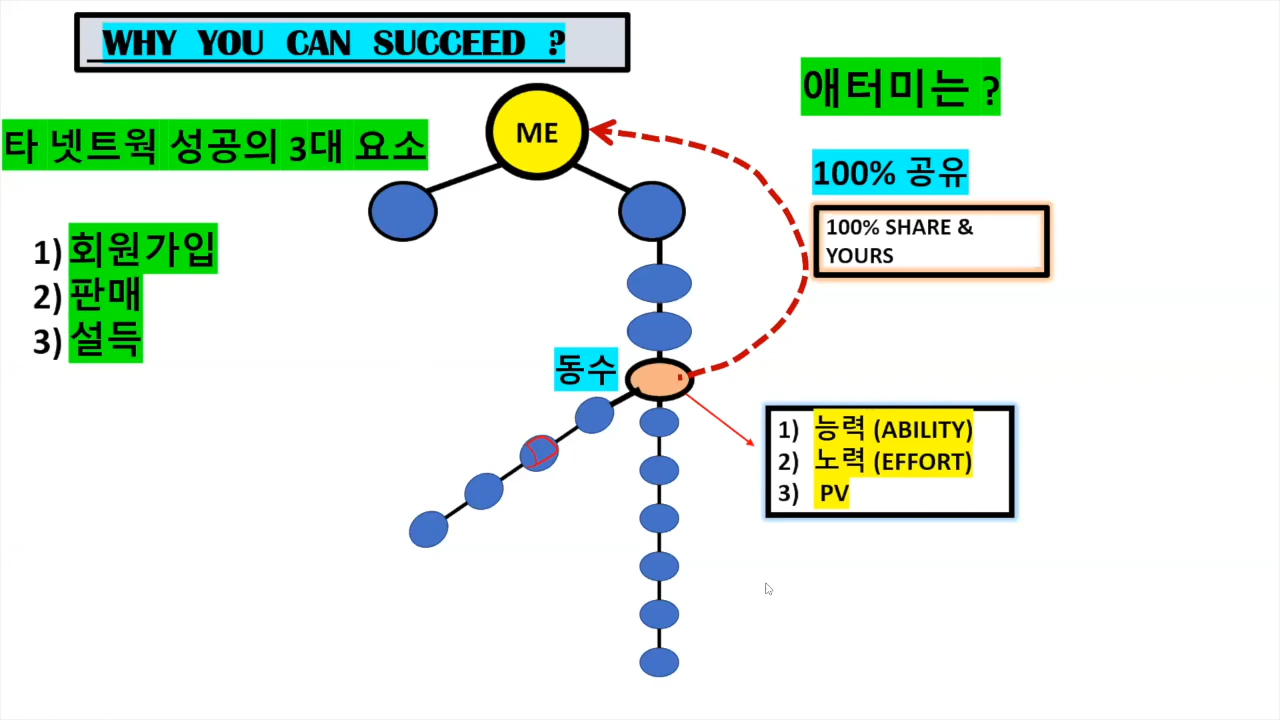 WHY YOU CAN SUCCEED ?
타 넷트웍 성공의 3대 요소
1) 회원가입
2) 판매
3) 설득
ME
동수
애터미는 ?
100% 공유
100% SHARE &
YOURS
1) 능력 (ABILITY)
2) 노력 (EFFORT)
3) PV